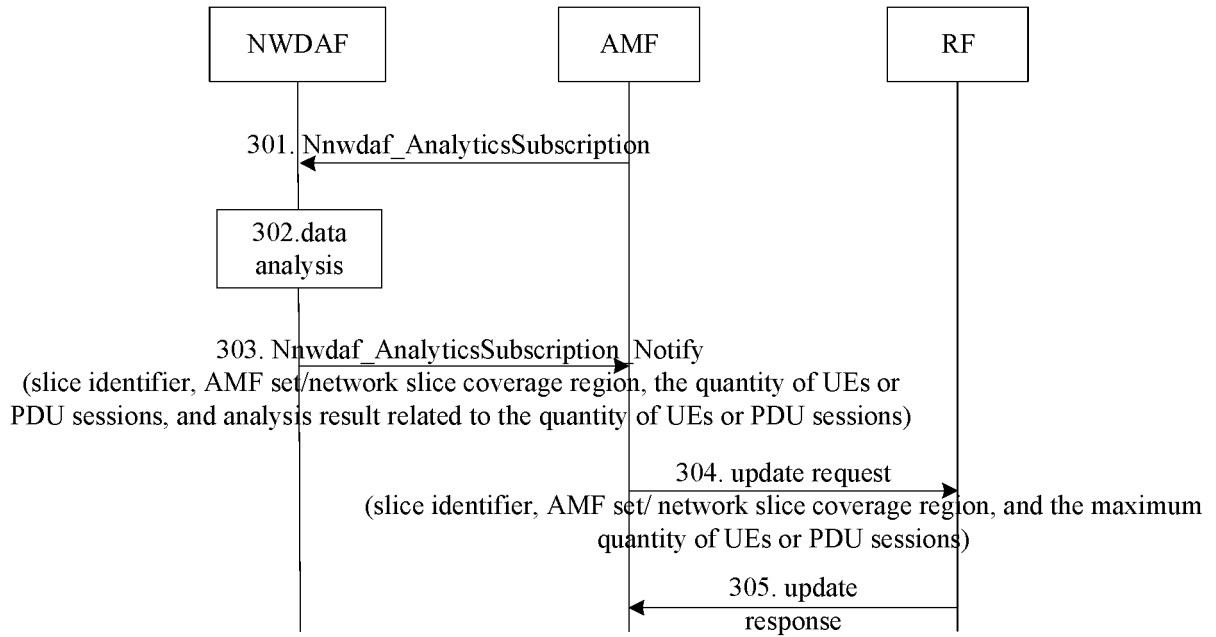 NWDAF
AMF
RF
301. Nnwdaf_AnalyticsSubscription
302.data
analysis
303. Nnwdaf_AnalyticsSubscription_Notify
(slice identifier, AMF set/network slice coverage region, the quantity of UEs or
PDU sessions, and analysis result related to the quantity of UEs or PDU sessions)
304. update request
(slice identifier, AMF set/ network slice coverage region, and the maximum
quantity of UEs or PDU sessions)
305. update
response